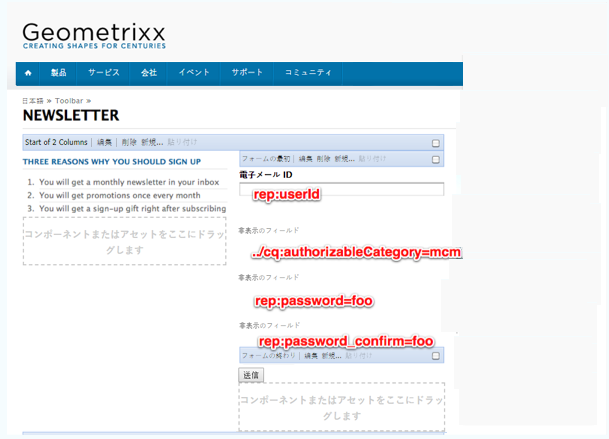 Geometrixx
CREATING SHAPES FOR CENTURIES
製品 サービス 会社 イベント サポート コミュニティ
日本語 » Toolbar »
NEWSLETTER
Start of 2 Columns | 編集 | 削除 新規... 貼り付け
THREE REASONS WHY YOU SHOULD SIGN UP
1. You will get a monthly newsletter in your inbox
2. You will get promotions once every month
3. You will get a sign-up gift right after subscribing
コンポーネントまたはアセットをここにドラッ
グします
フォームの最初 | 編集 削除 新規... 貼り付け
電子メール ID
rep:userId
非表示のフィールド
../cq:authorizableCategory=mcm
非表示のフィールド
rep:password=foo
非表示のフィールド
rep:password_confirm=foo
フォームの終わり | 編集 新規... 貼り付け
送信
コンポーネントまたはアセットをここにドラッ
グします